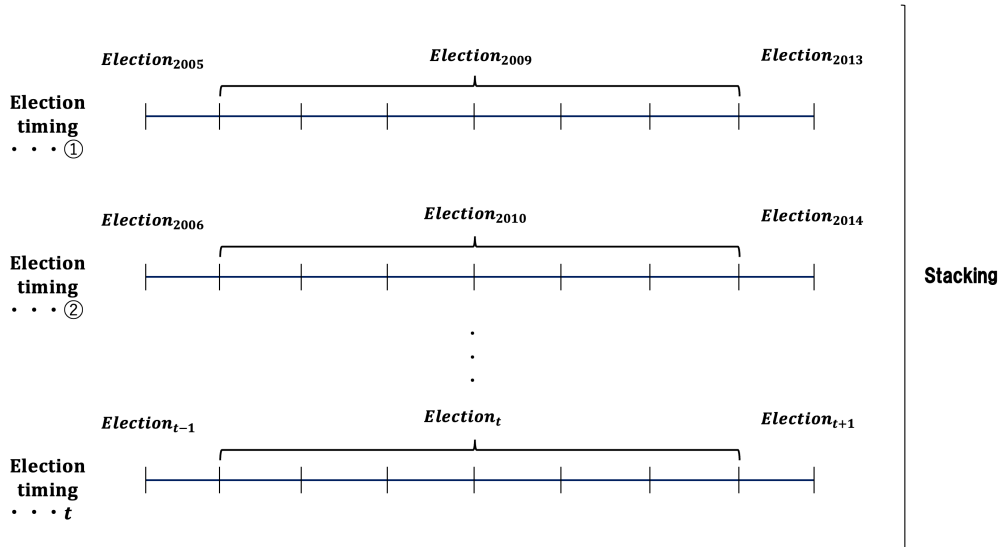 Election₂₀₀₅ Election₂₀₀₉ Election₂₀₁₃
Election
timing
・・・①
Election₂₀₀₆ Election₂₀₁₀ Election₂₀₁₄
Election
timing
・・・②
Stacking
Electionₜ₋₁ Electionₜ Electionₜ₊₁
Election
timing
・・・t